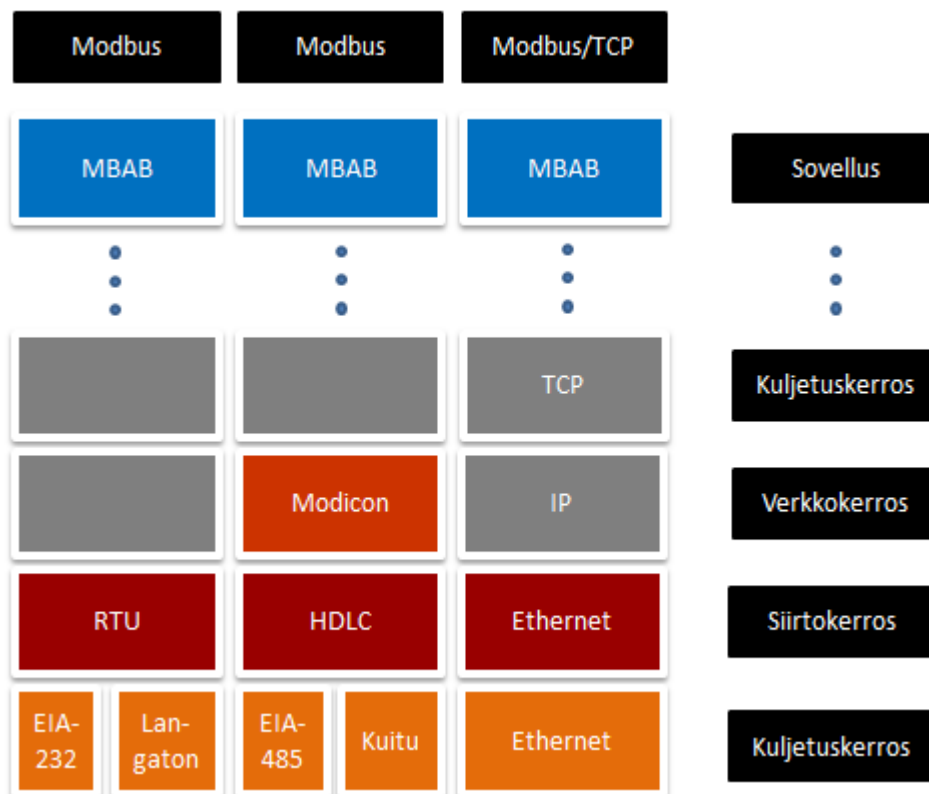 Modbus
Modbus
Modbus/TCP
MBAB
MBAB
MBAB
Sovellus
TCP
Kuljetuskerros
Modicon
IP
Verkkokerros
RTU
HDLC
Ethernet
Siirtokerros
EIA-
232
Lan-
gaton
EIA-
485
Kuitu
Ethernet
Kuljetuskerros